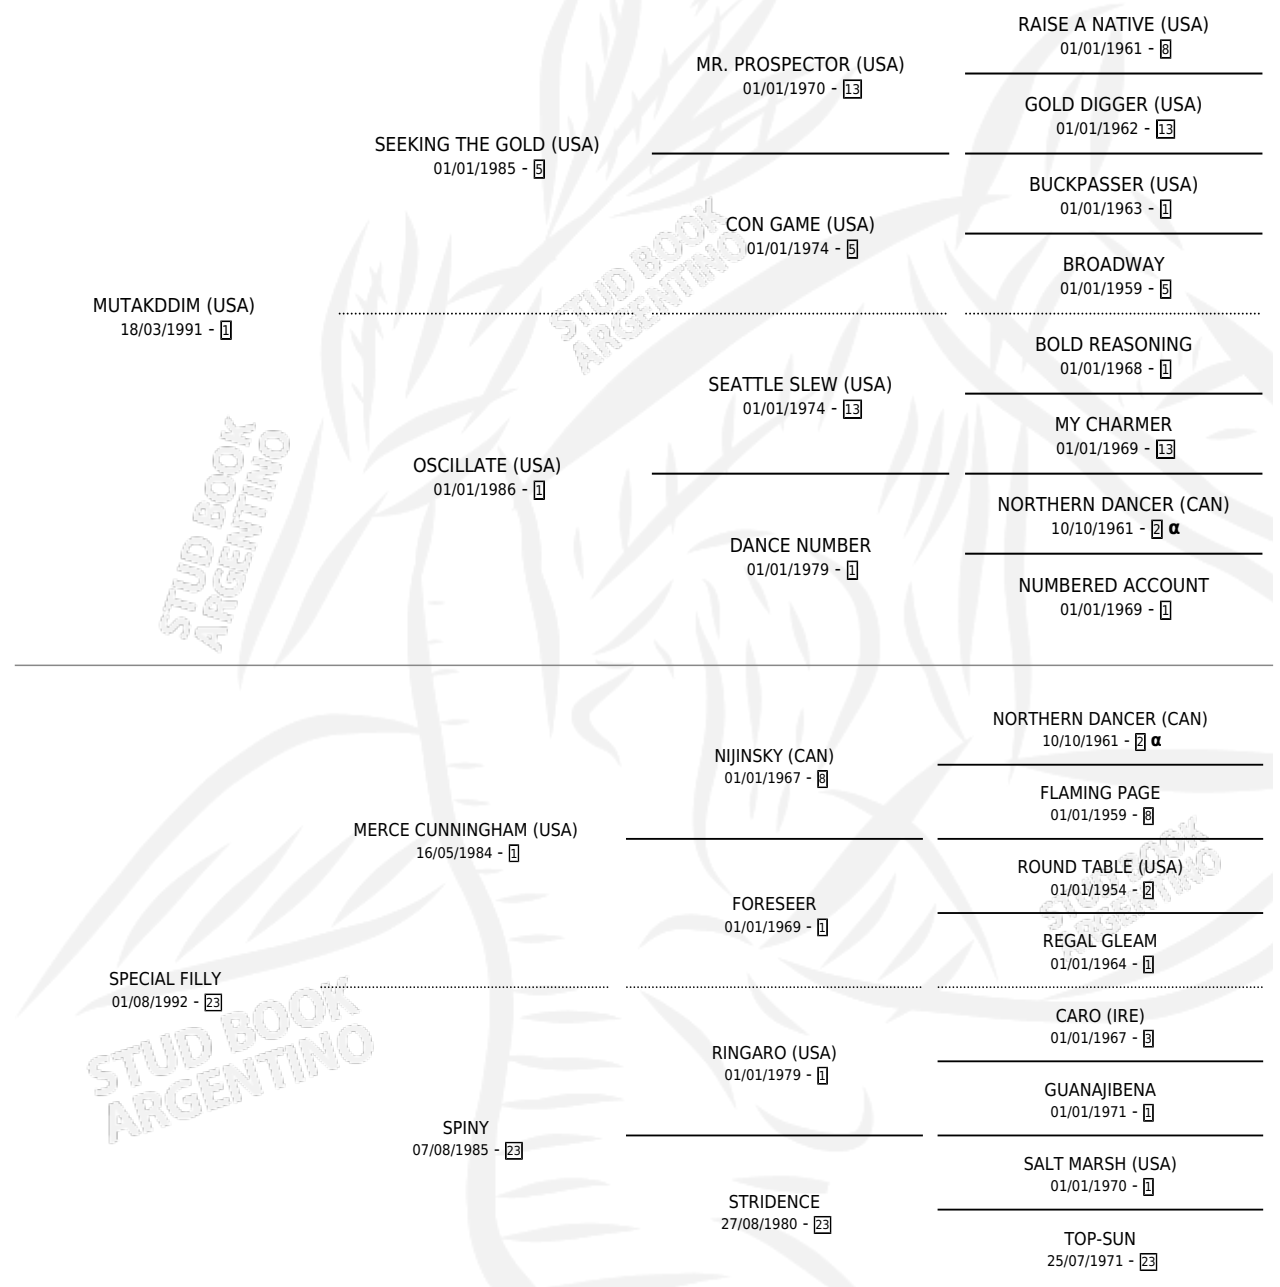 RAISE A NATIVE (USA)
01/01/1961 - 8
MR. PROSPECTOR (USA)
01/01/1970 - 13
GOLD DIGGER (USA)
01/01/1962 - 13
SEEKING THE GOLD (USA)
01/01/1985 - 5
BUCKPASSER (USA)
01/01/1963 - 1
CON GAME (USA)
01/01/1974 - 5
BROADWAY
01/01/1959 - 5
MUTAKDDIM (USA)
18/03/1991 - 1
BOLD REASONING
01/01/1968 - 1
SEATTLE SLEW (USA)
01/01/1974 - 13
MY CHARMER
01/01/1969 - 13
OSCILLATE (USA)
01/01/1986 - 1
NORTHERN DANCER (CAN)
10/10/1961 - 2 α
DANCE NUMBER
01/01/1979 - 1
NUMBERED ACCOUNT
01/01/1969 - 1
STUD BOOK
ARGENTINO
STUD BOOK
ARGENTINO
NORTHERN DANCER (CAN)
10/10/1961 - 2 α
NIJINSKY (CAN)
01/01/1967 - 8
FLAMING PAGE
01/01/1959 - 8
MERCE CUNNINGHAM (USA)
16/05/1984 - 1
ROUND TABLE (USA)
01/01/1954 - 2
FORESEER
01/01/1969 - 1
REGAL GLEAM
01/01/1964 - 1
SPECIAL FILLY
01/08/1992 - 23
CARO (IRE)
01/01/1967 - 3
RINGARO (USA)
01/01/1979 - 1
GUANAJIBENA
01/01/1971 - 1
SPINY
07/08/1985 - 23
SALT MARSH (USA)
01/01/1970 - 1
STRIDENCE
27/08/1980 - 23
TOP-SUN
25/07/1971 - 23
STUD BOOK
ARGENTINO
STUD BOOK
ARGENTINO